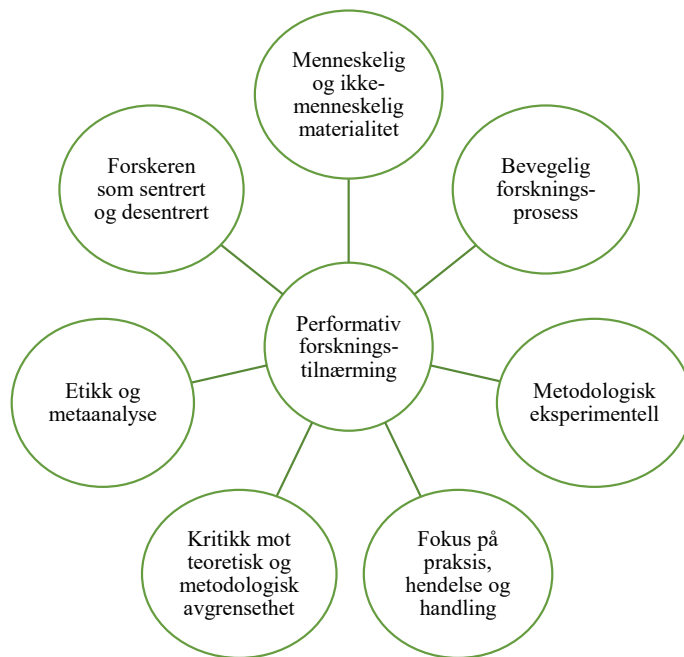 Menneskelig
og ikke-
menneskelig
materialitet
Bevegelig
forsknings-
prosess
Metodologisk
eksperimentell
Fokus på
praksis,
hendelse og
handling
Kritikk mot
teoretisk og
metodologisk
avgrensethet
Etikk og
metaanalyse
Forskeren
som sentrert
og desentrert
Performativ
forsknings-
tilnærming